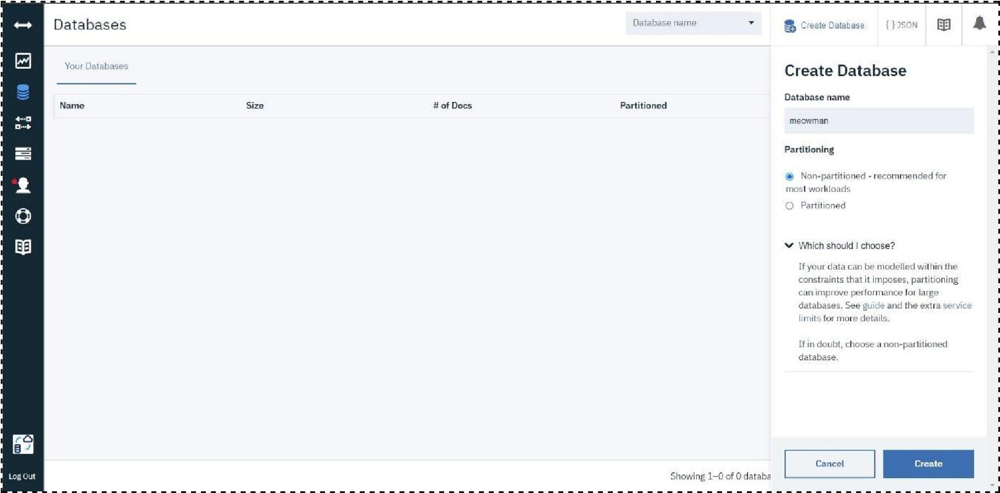 Databases
Database name
Create Database
{ } JSON
Your Databases
Name
Size
# of Docs
Partitioned
Create Database
Database name
meowman
Partitioning
Non-partitioned - recommended for
most workloads
Partitioned
Which should I choose?
If your data can be modelled within the
constraints that it imposes, partitioning
can improve performance for large
databases. See guide and the extra service
limits for more details.
If in doubt, choose a non-partitioned
database.
Cancel
Create
Log Out
Showing 1–0 of 0 databa